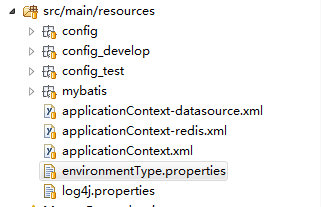 src/main/resources
config
config_develop
config_test
mybatis
applicationContext-datasource.xml
applicationContext-redis.xml
applicationContext.xml
environmentType.properties
log4j.properties